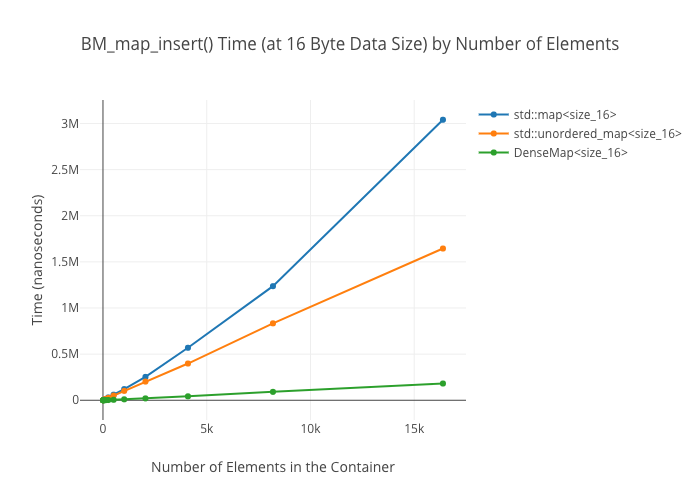 BM_map_insert() Time (at 16 Byte Data Size) by Number of Elements
std::map<size_16>
std::unordered_map<size_16>
DenseMap<size_16>
3M
2.5M
2M
1.5M
1M
0.5M
0
Time (nanoseconds)
0
5k
10k
15k
Number of Elements in the Container